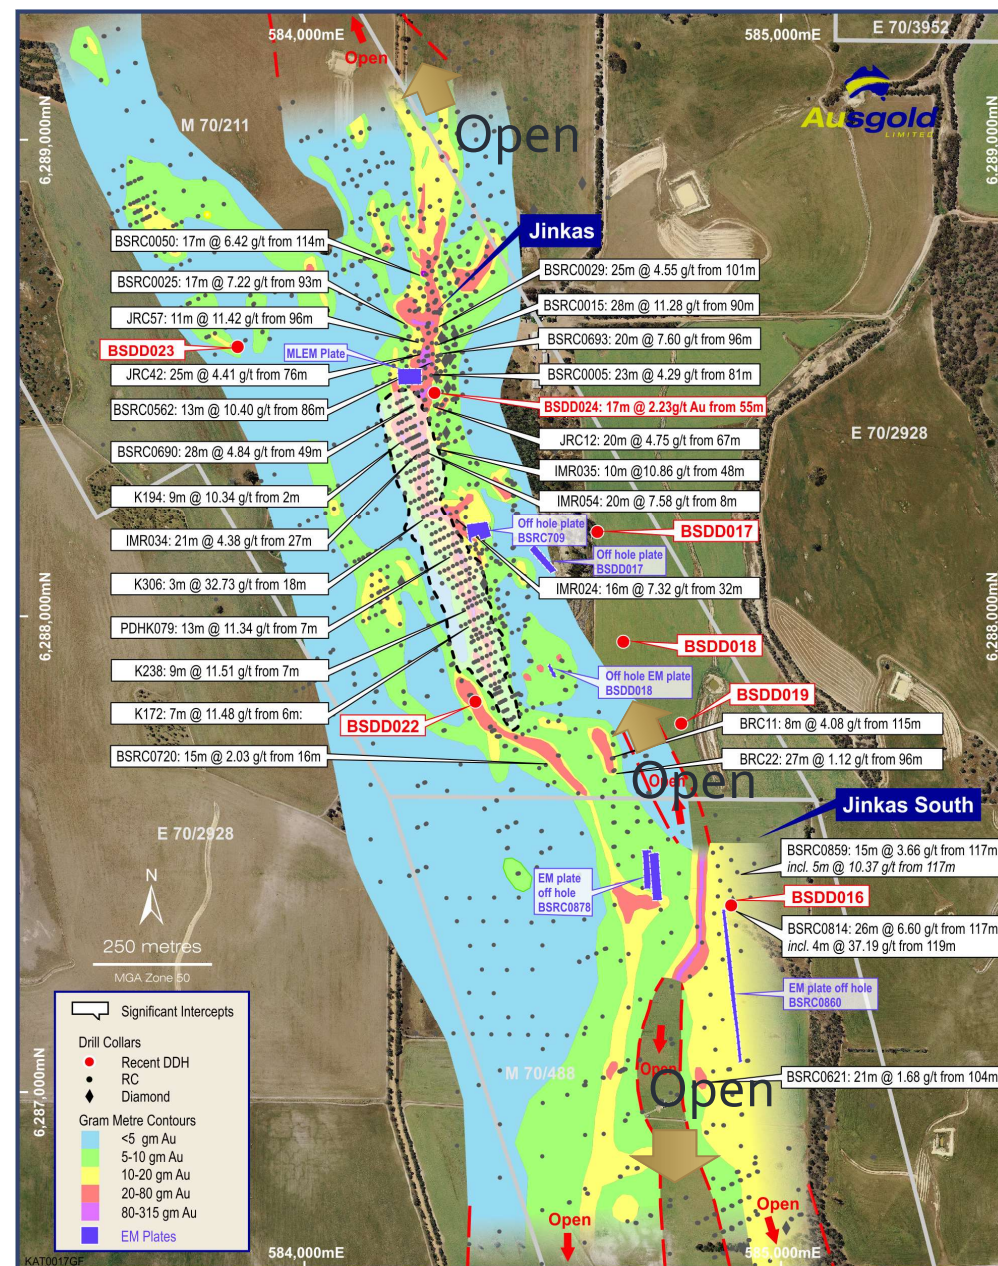 584,000mE
585,000mE
E 70/3952
Open
Ausgold
LIMITED
6,289,000mN
6,289,000mN
M 70/211
Open
Jinkas
BSRC0050: 17m @ 6.42 g/t from 114m
BSRC0025: 17m @ 7.22 g/t from 93m
JRC57: 11m @ 11.42 g/t from 96m
BSDD023
MLEM Plate
JRC42: 25m @ 4.41 g/t from 76m
BSRC0562: 13m @ 10.40 g/t from 86m
BSRC0690: 28m @ 4.84 g/t from 49m
K194: 9m @ 10.34 g/t from 2m
IMR034: 21m @ 4.38 g/t from 27m
K306: 3m @ 32.73 g/t from 18m
PDHK079: 13m @ 11.34 g/t from 7m
K238: 9m @ 11.51 g/t from 7m
K172: 7m @ 11.48 g/t from 6m:
BSDD022
BSRC0720: 15m @ 2.03 g/t from 16m
BSRC0029: 25m @ 4.55 g/t from 101m
BSRC0015: 28m @ 11.28 g/t from 90m
BSRC0693: 20m @ 7.60 g/t from 96m
BSRC0005: 23m @ 4.29 g/t from 81m
BSDD024: 17m @ 2.23g/t Au from 55m
JRC12: 20m @ 4.75 g/t from 67m
IMR035: 10m @10.86 g/t from 48m
IMR054: 20m @ 7.58 g/t from 8m
E 70/2928
Off hole plate
BSRC709
BSDD017
Off hole plate
BSDD017
IMR024: 16m @ 7.32 g/t from 32m
6,288,000mN
6,288,000mN
BSDD018
Off hole EM plate
BSDD018
BSDD019
BRC11: 8m @ 4.08 g/t from 115m
BRC22: 27m @ 1.12 g/t from 96m
Open
Open
Jinkas South
E 70/2928
BSRC0859: 15m @ 3.66 g/t from 117m
incl. 5m @ 10.37 g/t from 117m
BSDD016
BSRC0814: 26m @ 6.60 g/t from 117m
incl. 4m @ 37.19 g/t from 119m
EM plate
off hole
BSRC0878
EM plate off hole
BSRC0860
N
250 metres
MGA Zone 50
Significant Intercepts
Drill Collars
Recent DDH
RC
Diamond
Gram Metre Contours
<5 gm Au
5-10 gm Au
10-20 gm Au
20-80 gm Au
80-315 gm Au
EM Plates
6,287,000mN
6,287,000mN
M 70/488
Open
Open
BSRC0621: 21m @ 1.68 g/t from 104m
Open
Open
584,000mE
585,000mE
KAT0017GF